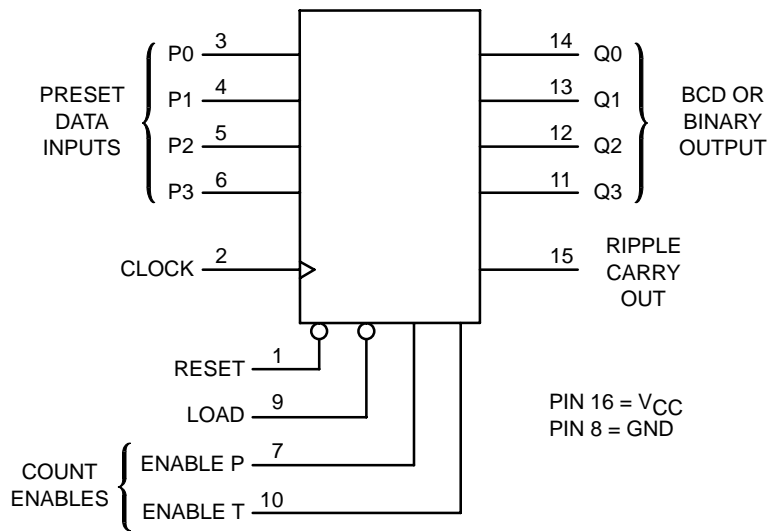 PRESET
DATA
INPUTS
P0 3
P1 4
P2 5
P3 6
14 Q0
13 Q1
12 Q2
11 Q3
BCD OR
BINARY
OUTPUT
CLOCK 2
15 RIPPLE
CARRY
OUT
RESET 1
LOAD 9
COUNT
ENABLES
ENABLE P 7
ENABLE T 10
PIN 16 = VCC
PIN 8 = GND